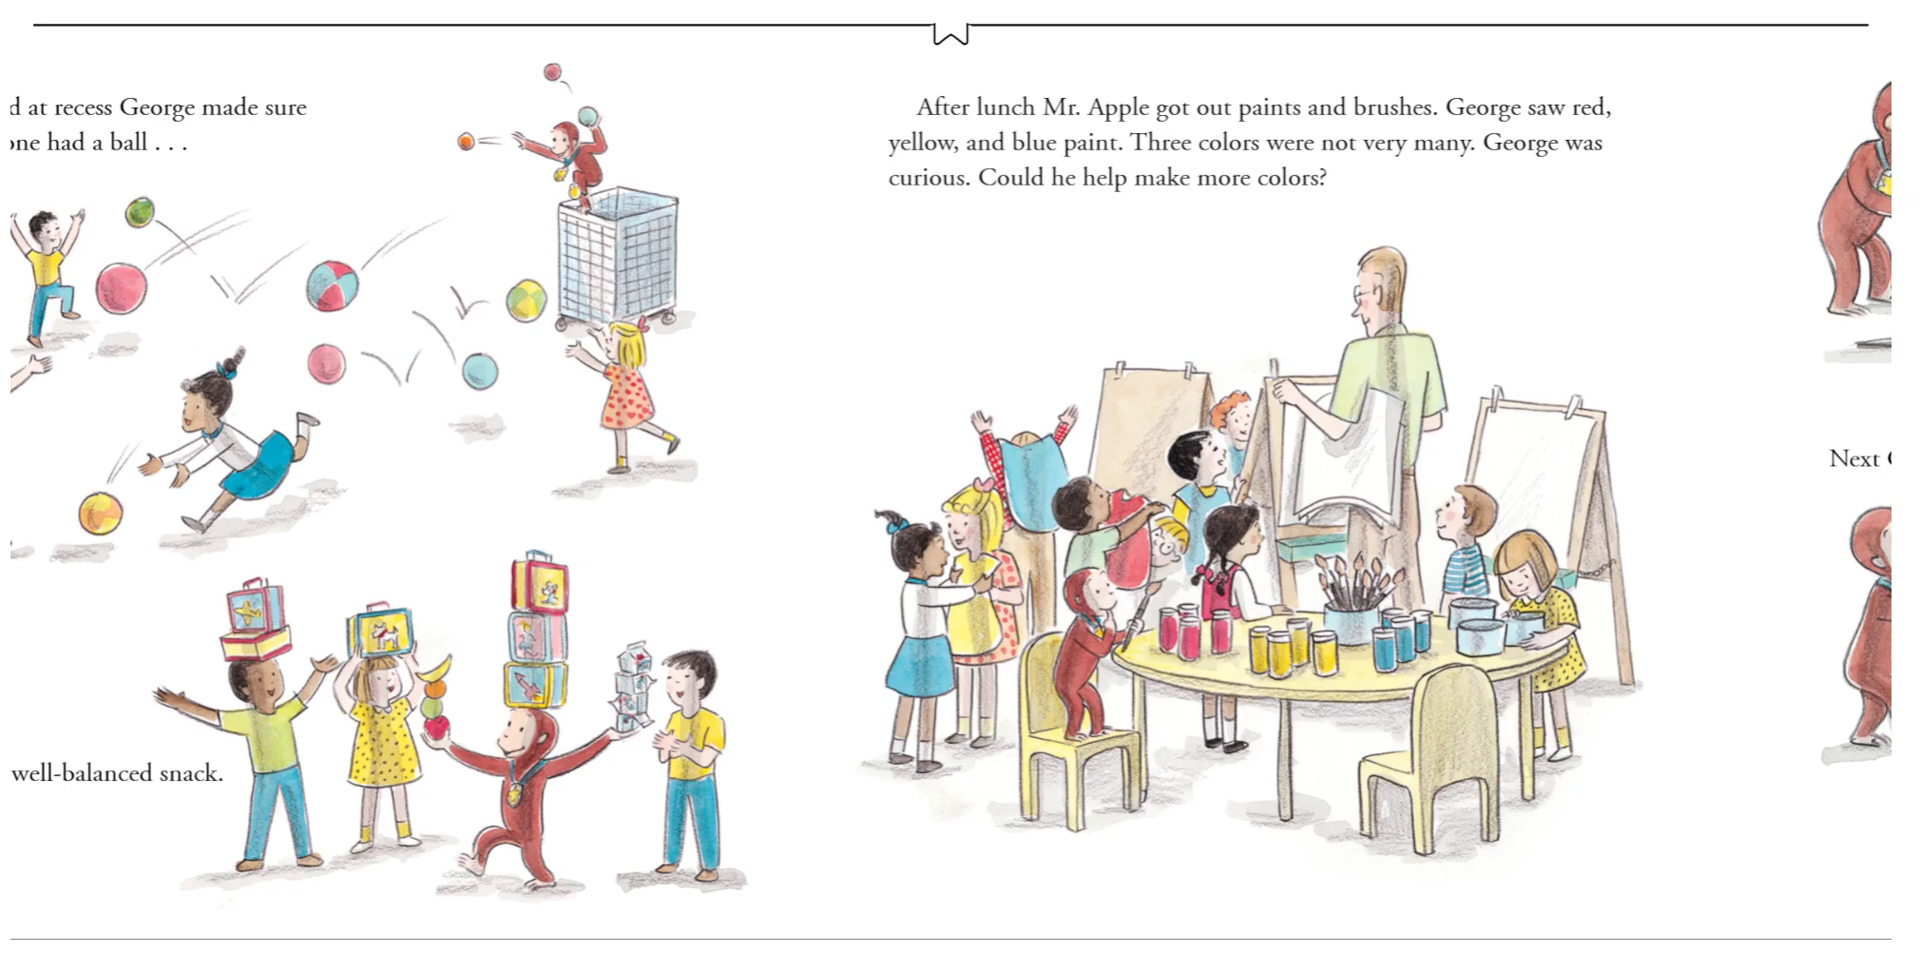 d at recess George made sure
one had a ball . . .
well-balanced snack.
After lunch Mr. Apple got out paints and brushes. George saw red,
yellow, and blue paint. Three colors were not very many. George was
curious. Could he help make more colors?
Next